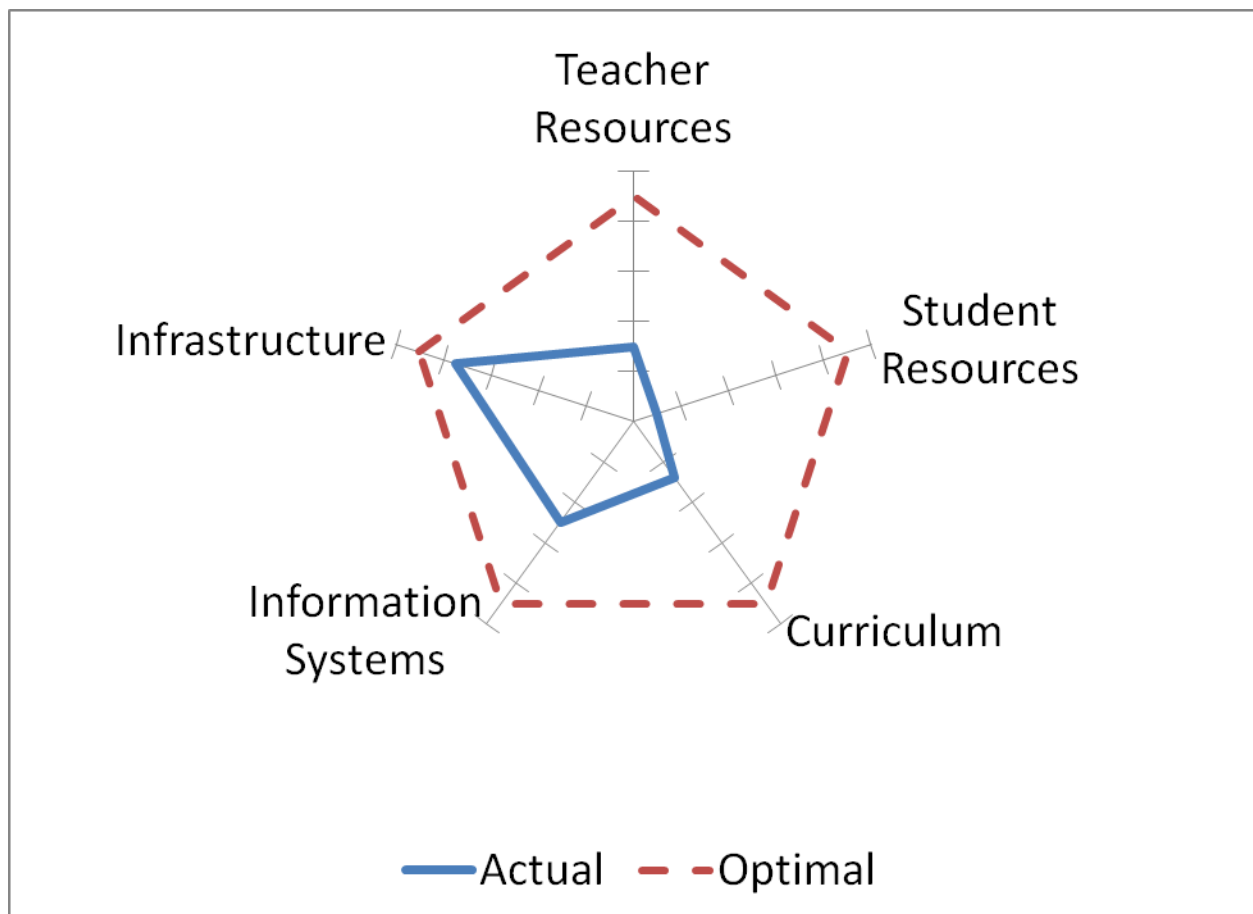 Teacher
Resources
Student
Resources
Infrastructure
Information
Systems
Curriculum
Actual
Optimal